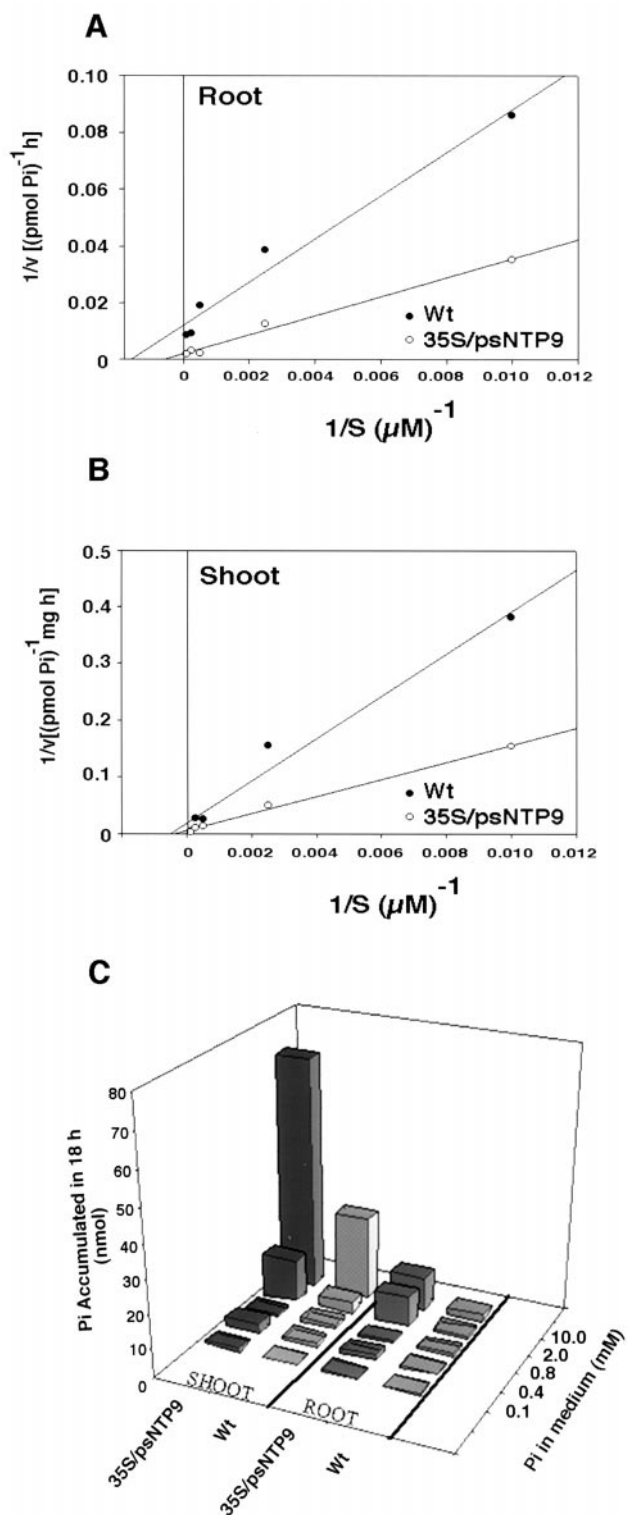 A
Root
0.10
0.08
0.06
0.04
0.02
0
1/v [(pmol Pi)⁻¹h]
Wt
35S/psNTP9
0 0.002 0.004 0.006 0.008 0.010 0.012
1/S (µM)⁻¹
B
Shoot
0.5
0.4
0.3
0.2
0.1
0
1/v[(pmol Pi)⁻¹mg h]
Wt
35S/psNTP9
0 0.002 0.004 0.006 0.008 0.010 0.012
1/S (µM)⁻¹
C
80
70
60
50
40
30
20
10
0
Pi Accumulated in 18 h
(nmol)
SHOOT
ROOT
35S/psNTP9
Wt
35S/psNTP9
Wt
10.0
2.0
0.8
0.4
0.1
Pi in medium (mM)